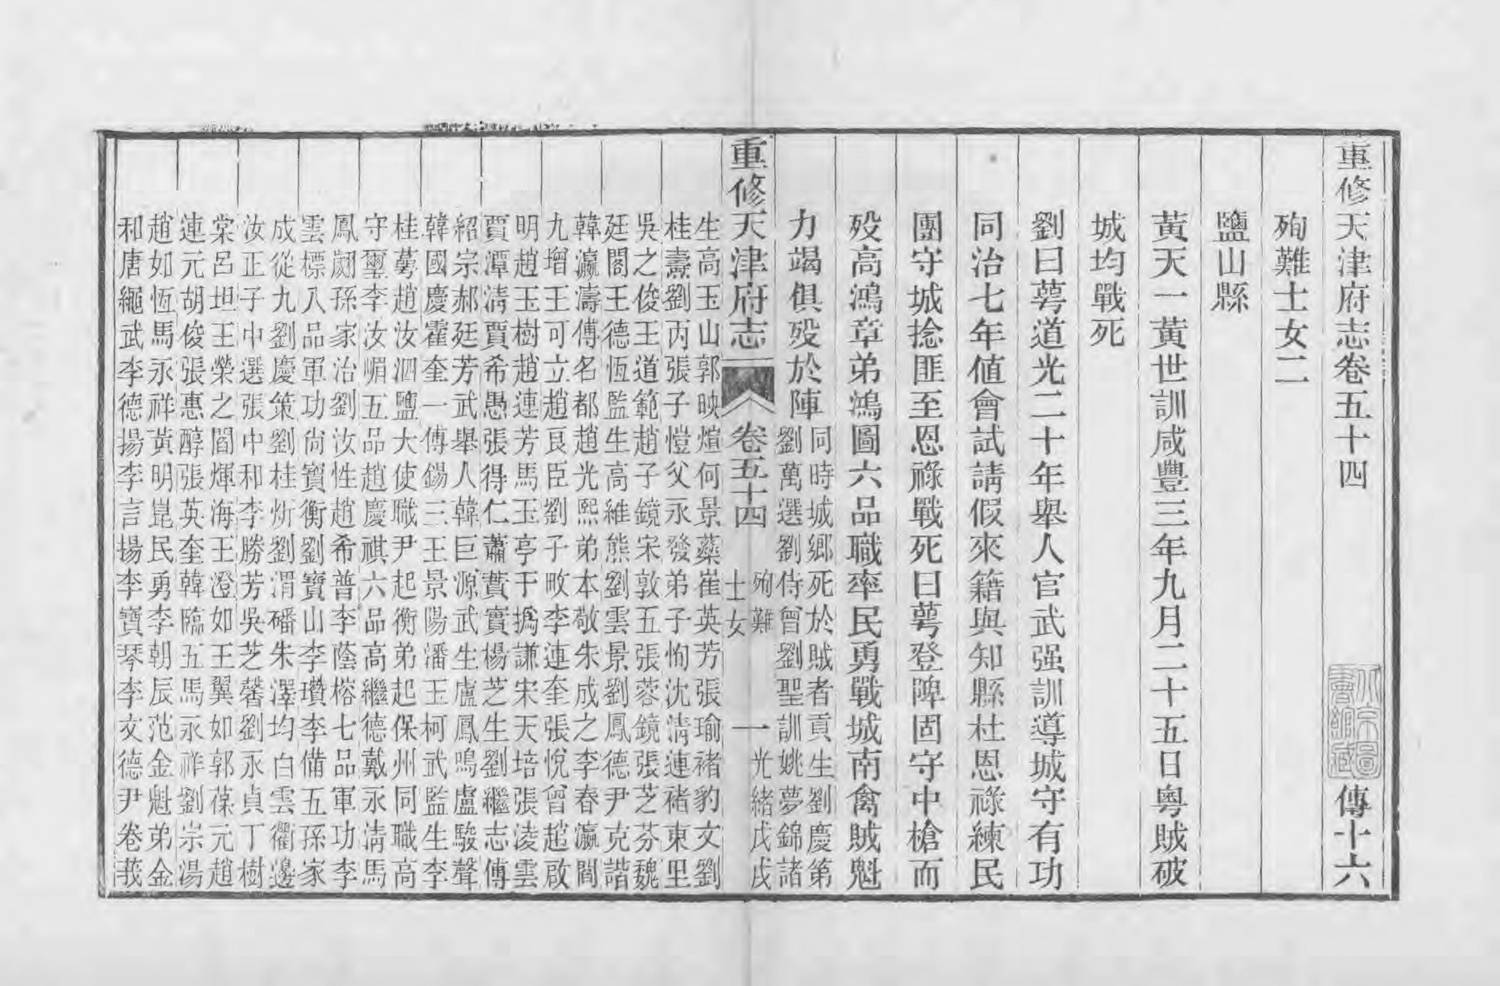 重修天津府志卷五十四 傳十六
殉難士女二
鹽山縣
黃天一黃世訓咸豐三年九月二十五日粵賊破
城均戰死
劉曰萼道光二十年舉人官武强訓導城守有功
同治七年値會試請假來籍與知縣杜恩祿練民
團守城捻匪至恩祿戰死曰萼登陴固守中槍而
歿高鴻章弟鴻圖六品職率民勇戰城南禽賊魁
力竭俱歿於陣
同時城鄉死於賊者貢生劉慶第
劉萬選劉侍曾劉聖訓姚夢錦諸
重修天津府志 卷五十四 殉難士女 一 光緒戊戌
生高玉山郭映煊何景蘂崔英芳張瑜褚豹文劉
桂壽劉丙張子愷父永發弟子恂沈清連褚東里
吳之俊王道範趙子鏡宋敦五張蓉鏡張芝芬魏
廷閣王德恆監生高維熊劉雲景劉鳳德尹克諧
韓瀛濤傅名都趙光熙弟本敬朱成之李春瀛閻
九增王可立趙良臣劉子畋李連奎張悅曾趙啟
明趙玉樹趙連芳馬玉亭于撝謙宋天培張淩雲
賈潭淸賈希愚張得仁蕭蕡實楊芝生劉繼志傅
紹宗郝廷芳武舉人韓巨源武生盧鳳鳴盧駿聲
韓國慶霍奎一傅錫三王景陽潘玉柯武監生李
桂萼趙汝泗鹽大使職尹起衡弟起保州同職高
守璽李汝嵋五品趙慶祺六品高繼德戴永淸馬
鳳翽孫家治劉汝性趙希普李蔭榕七品軍功李
雲標八品軍功尙寶衡劉寶山李瓚李備五孫家
成從九劉慶策劉桂炘劉渭磻朱澤均白雲衢邊
汝正子中選張中和李勝芳吳芝馨劉永貞丁樹
棠呂坦王榮之閻煇海王澄如王翼如郭葆元趙
連元胡俊張惠醇張英奎韓臨五馬永祚劉宗湯
趙如恆馬永祥黃明崑民勇李朝辰范金魁弟金
和唐繩武李德揚李言揚李寶琴李文德尹卷莪